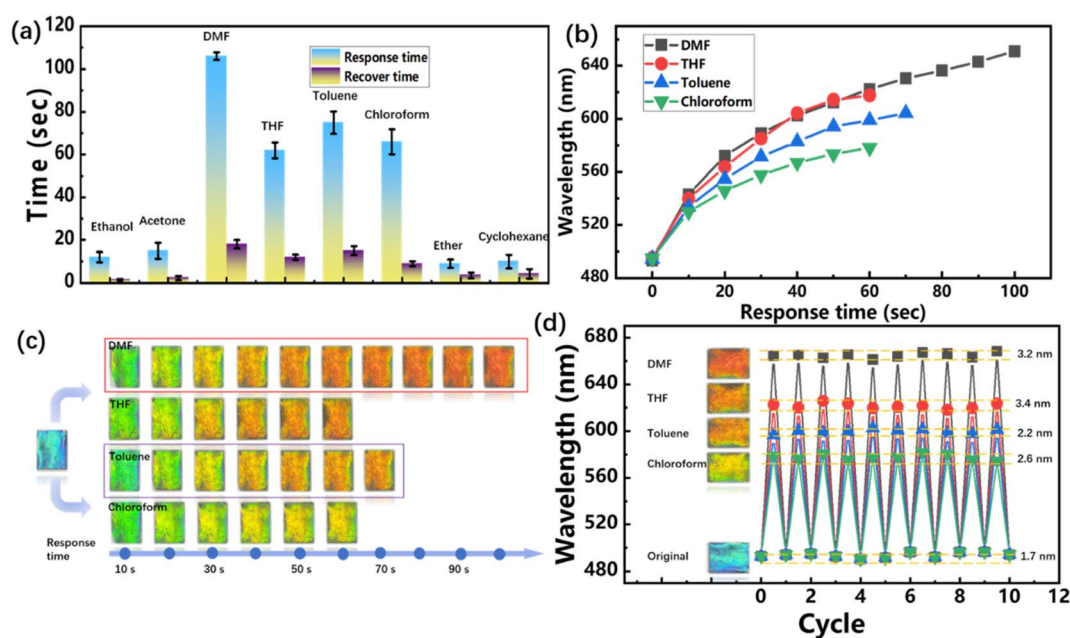 (a)
Time (sec)
120
100
80
60
40
20
0
Response time
Recover time
Ethanol
Acetone
DMF
THF
Toluene
Chloroform
Ether
Cyclohexane
(b)
Wavelength (nm)
640
600
560
520
480
DMF
THF
Toluene
Chloroform
0 20 40 60 80 100
Response time (sec)
(c)
DMF
THF
Toluene
Chloroform
Response
time
10 s 30 s 50 s 70 s 90 s
(d)
Wavelength (nm)
680
640
600
560
520
480
DMF
THF
Toluene
Chloroform
Original
3.2 nm
3.4 nm
2.2 nm
2.6 nm
1.7 nm
0 2 4 6 8 10 12
Cycle